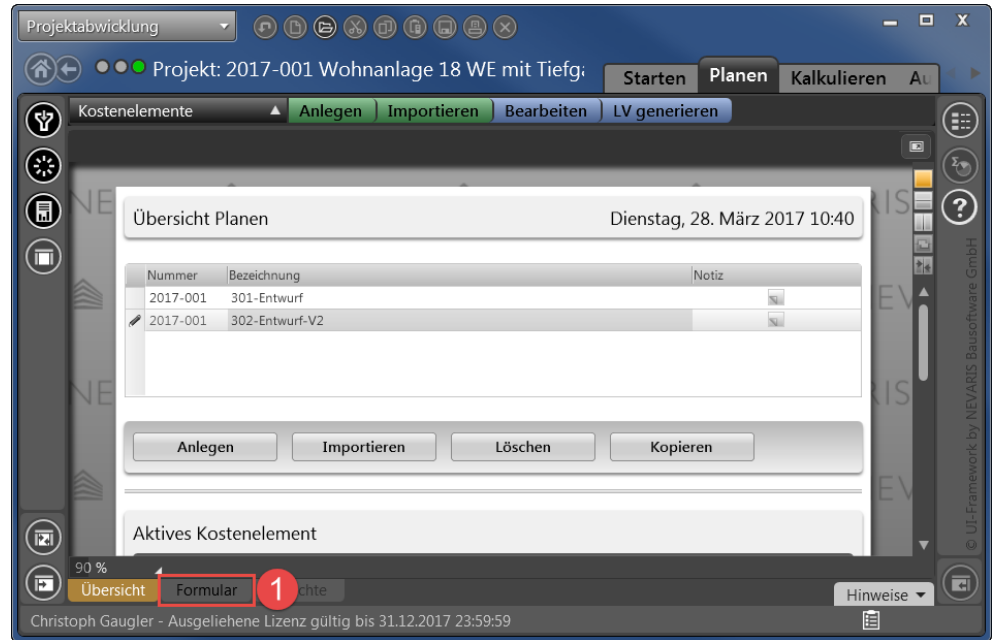 Projektabwicklung
Projekt: 2017-001 Wohnanlage 18 WE mit Tiefg
Starten Planen Kalkulieren Au
Kostenelemente Anlegen Importieren Bearbeiten LV generieren
Übersicht Planen Dienstag, 28. März 2017 10:40
Nummer Bezeichnung Notiz
2017-001 301-Entwurf
2017-001 302-Entwurf-V2
Anlegen Importieren Löschen Kopieren
Aktives Kostenelement
90 %
Übersicht Formular 1 chte
Hinweise
Christoph Gaugler - Ausgeliehene Lizenz gültig bis 31.12.2017 23:59:59
© UI-Framework by NEVARIS Bausoftware GmbH